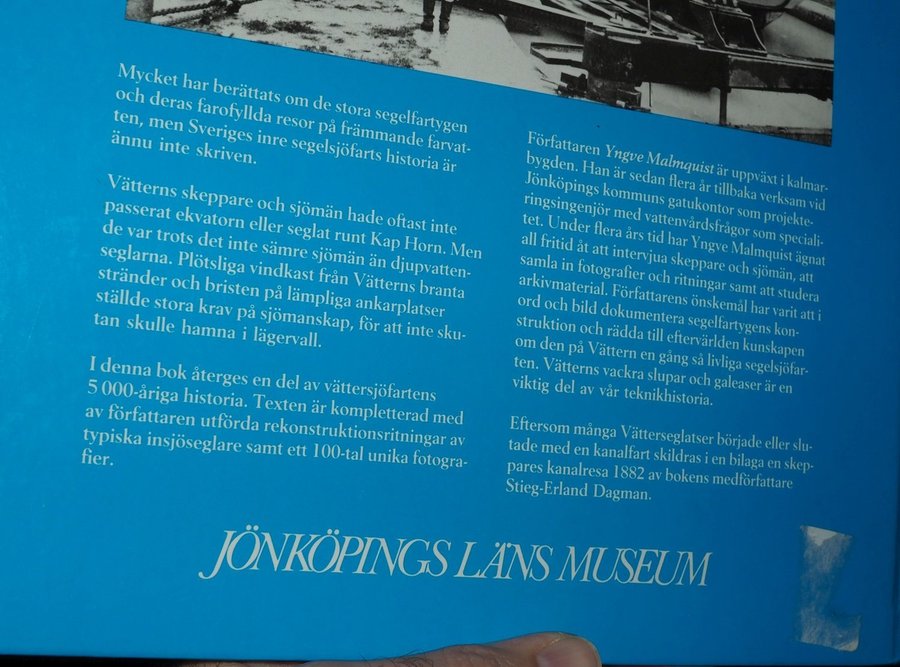 Mycket har berättats om de stora segelfartygen
och deras farofyllda resor på främmande farvat-
ten, men Sveriges inre segelsjöfarts historia är
ännu inte skriven.
Vätterns skeppare och sjömän hade oftast inte
passerat ekvatorn eller seglat runt Kap Horn. Men
de var trots det inte sämre sjömän än djupvatten-
seglarna. Plötsliga vindkast från Vätterns branta
stränder och bristen på lämpliga ankarplatser
ställde stora krav på sjömanskap, för att inte sku-
tan skulle hamna i lägervall.
I denna bok återges en del av vättersjöfartens
5 000-åriga historia. Texten är kompletterad med
av författaren utförda rekonstruktionsritningar av
typiska insjöseglare samt ett 100-tal unika fotogra-
fier.
Författaren Yngve Malmquist är uppväxt i kalmar-
bygden. Han är sedan flera år tillbaka verksam vid
Jönköpings kommuns gatukontor som projekte-
ringsingenjör med vattenvårdsfrågor som speciali-
tet. Under flera års tid har Yngve Malmquist ägnat
all fritid åt att intervjua skeppare och sjömän, att
samla in fotografier och ritningar samt att studera
arkivmaterial. Författarens önskemål har varit att i
ord och bild dokumentera segelfartygens kon-
struktion och rädda till eftervärlden kunskapen
om den på Vättern en gång så livliga segelsjöfar-
ten. Vätterns vackra slupar och galeaser är en
viktig del av vår teknikhistoria.
Eftersom många Vätterseglatser började eller slu-
tade med en kanalfart skildras i en bilaga en skep-
pares kanalresa 1882 av bokens medförfattare
Stieg-Erland Dagman.
JÖNKÖPINGS LÄNS MUSEUM